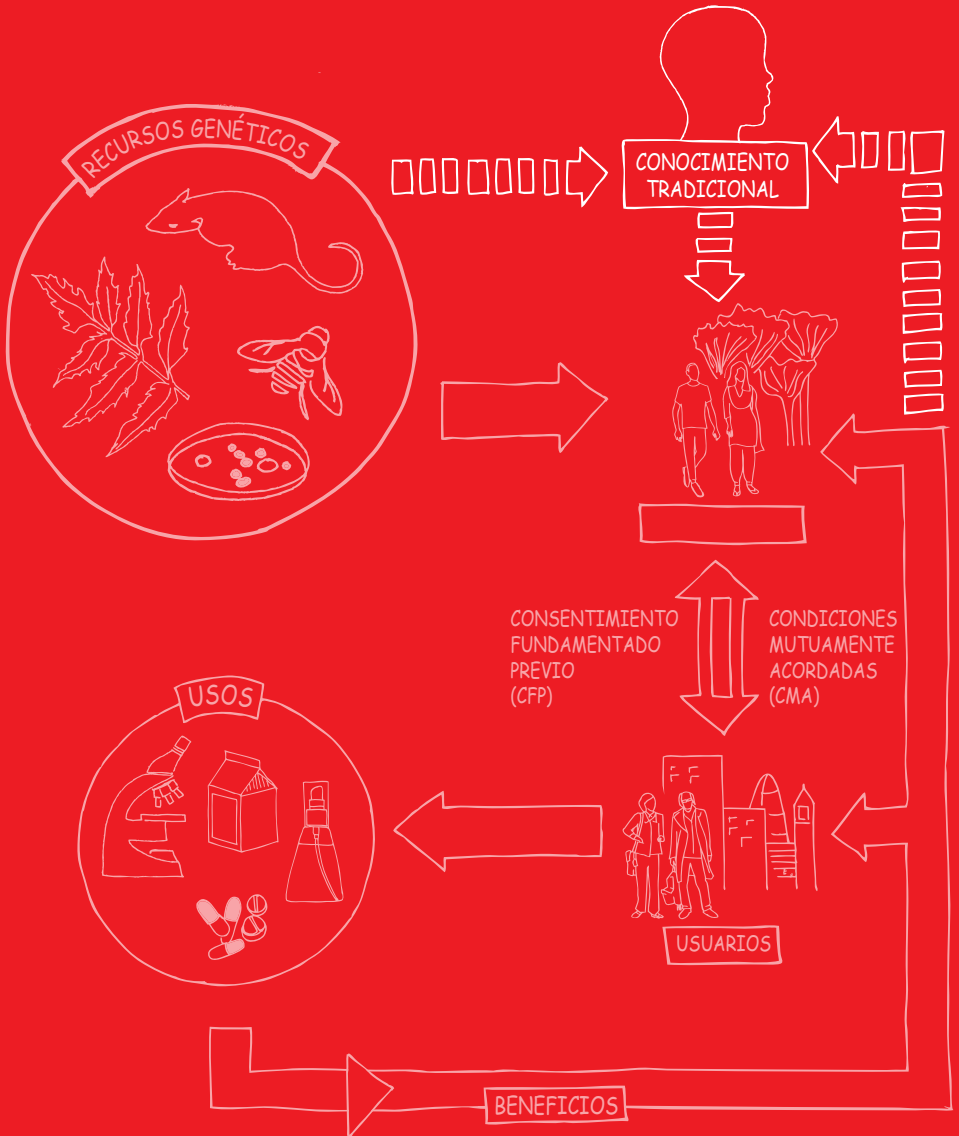 RECURSOS GENÉTICOS
CONOCIMIENTO
TRADICIONAL
CONSENTIMIENTO
FUNDAMENTADO
PREVIO
(CFP)
CONDICIONES
MUTUAMENTE
ACORDADAS
(CMA)
USOS
USUARIOS
BENEFICIOS